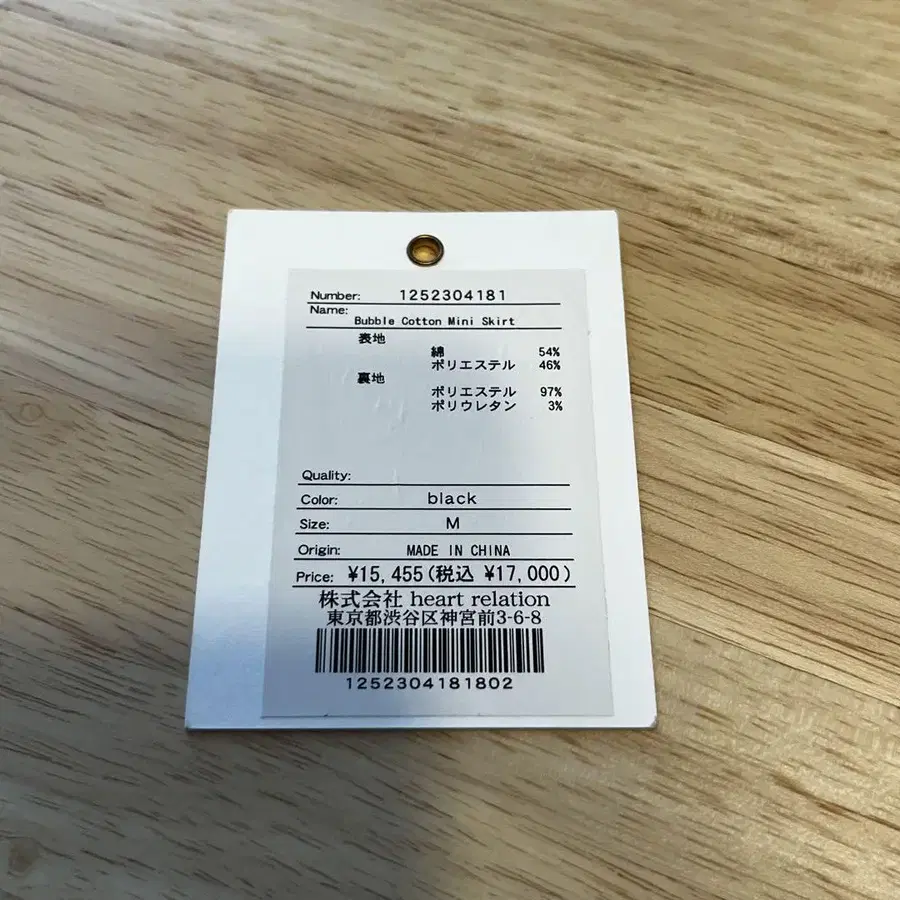 Number: 1252304181
Name:
Bubble Cotton Mini Skirt
表地
綿 54%
ポリエステル 46%
裏地
ポリエステル 97%
ポリウレタン 3%
Quality:
Color: black
Size: M
Origin: MADE IN CHINA
Price: ¥15,455(税込 ¥17,000)
株式会社 heart relation
東京都渋谷区神宮前3-6-8
1252304181802